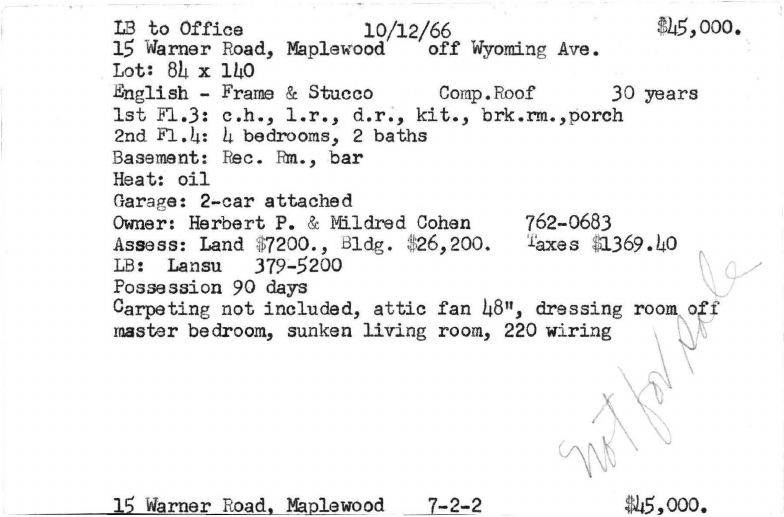 LB to Office 10/12/66 $45,000.
15 Warner Road, Maplewood off Wyoming Ave.
Lot: 84 x 140
English - Frame & Stucco Comp.Roof 30 years
1st Fl.3: c.h., l.r., d.r., kit., brk.rm.,porch
2nd Fl.4: 4 bedrooms, 2 baths
Basement: Rec. Rm., bar
Heat: oil
Garage: 2-car attached
Owner: Herbert P. & Mildred Cohen 762-0683
Assess: Land $7200., Bldg. $26,200. Taxes $1369.40
LB: Lansu 379-5200
Possession 90 days
Carpeting not included, attic fan 48", dressing room off
master bedroom, sunken living room, 220 wiring
Not for Sale
15 Warner Road, Maplewood 7-2-2 $45,000.